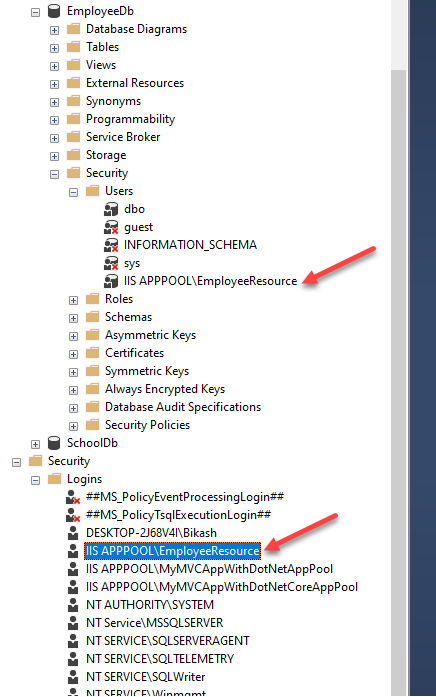 EmployeeDb
Database Diagrams
Tables
Views
External Resources
Synonyms
Programmability
Service Broker
Storage
Security
Users
dbo
guest
INFORMATION_SCHEMA
sys
IIS APPPOOL\EmployeeResource
Roles
Schemas
Asymmetric Keys
Certificates
Symmetric Keys
Always Encrypted Keys
Database Audit Specifications
Security Policies
SchoolDb
Security
Logins
##MS_PolicyEventProcessingLogin##
##MS_PolicyTsqlExecutionLogin##
DESKTOP-2J68V4I\Bikash
IIS APPPOOL\EmployeeResource
IIS APPPOOL\MyMVCAppWithDotNetAppPool
IIS APPPOOL\MyMVCAppWithDotNetCoreAppPool
NT AUTHORITY\SYSTEM
NT Service\MSSQLSERVER
NT SERVICE\SQLSERVERAGENT
NT SERVICE\SQLTELEMETRY
NT SERVICE\SQLWriter
NT SERVICE\Winmgmt